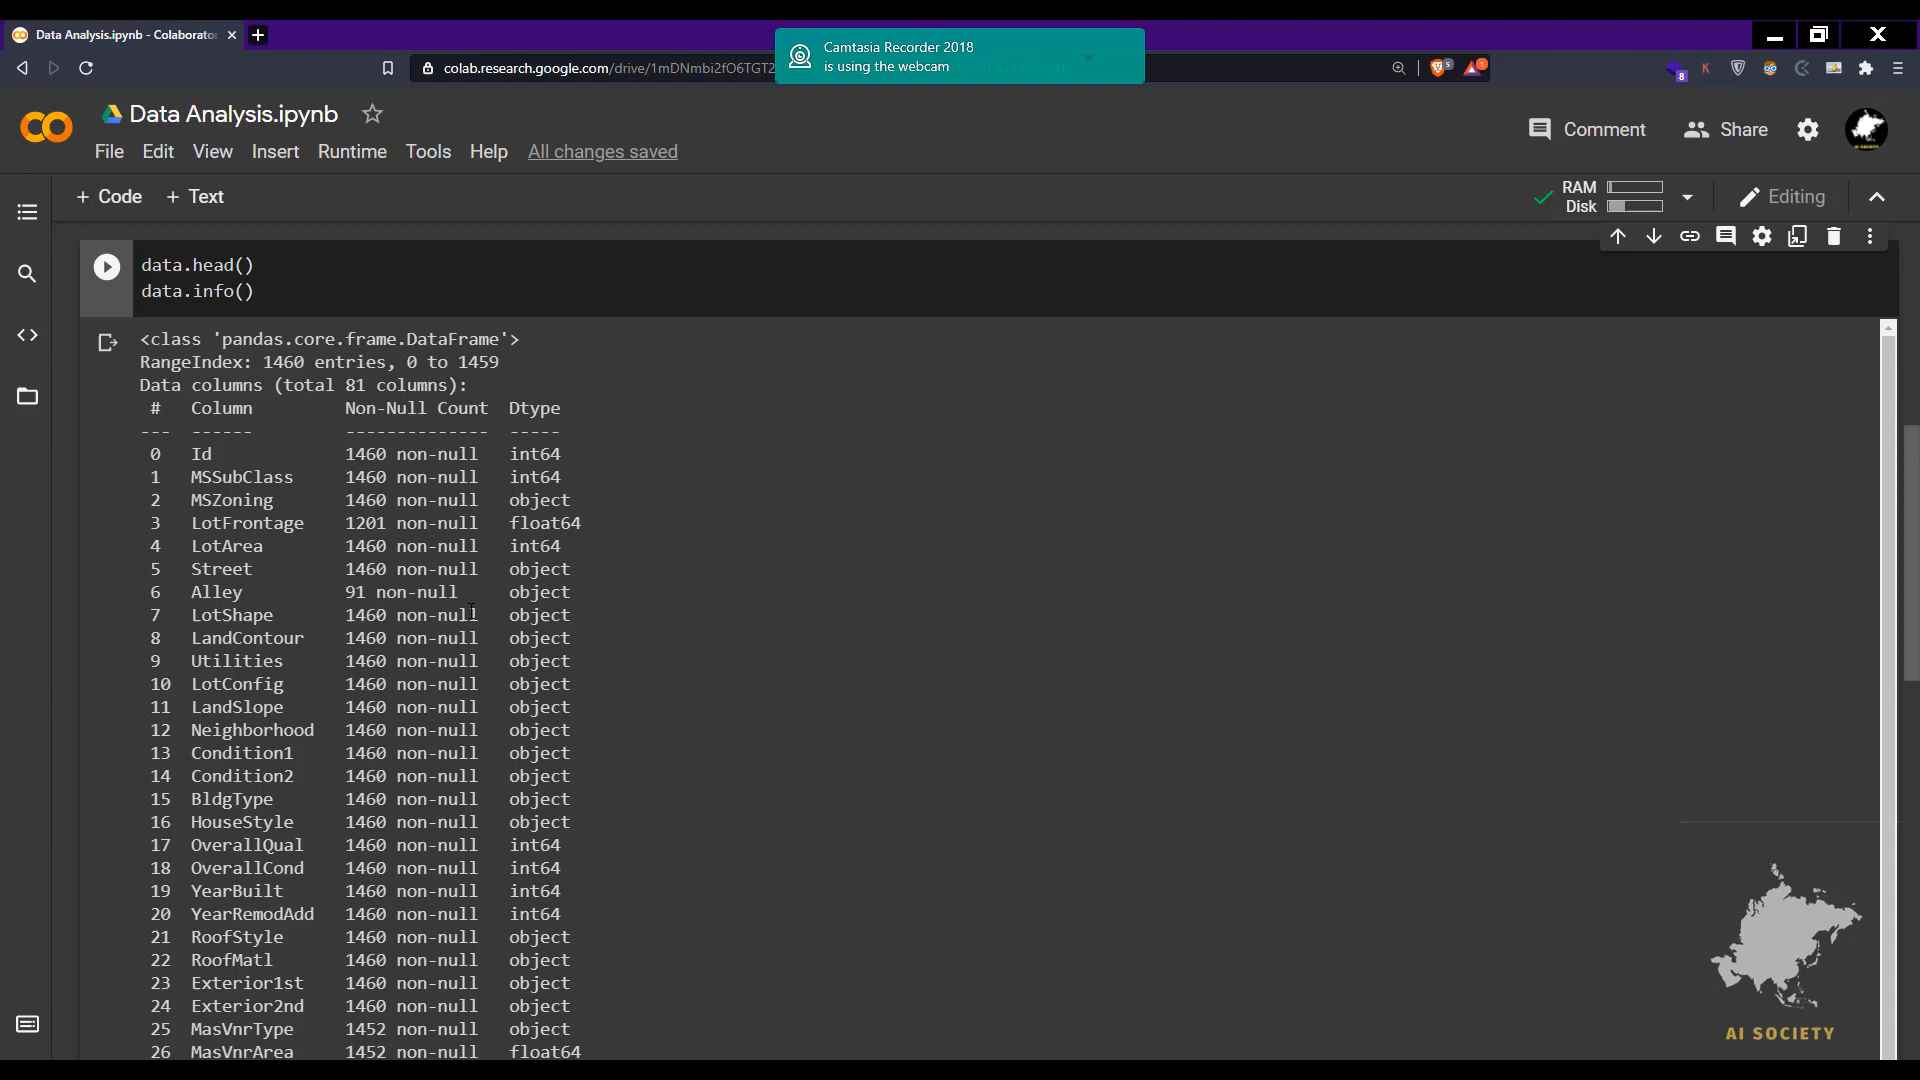 Data Analysis.ipynb - Colaborator
Camtasia Recorder 2018
is using the webcam
colab.research.google.com/drive/1mDNmbi2fO6TGT2
5
1
8
K
Data Analysis.ipynb
File Edit View Insert Runtime Tools Help All changes saved
Comment Share
AI SOCIETY
+ Code + Text
RAM
Disk
Editing
data.head()
data.info()
<class 'pandas.core.frame.DataFrame'>
RangeIndex: 1460 entries, 0 to 1459
Data columns (total 81 columns):
# Column Non-Null Count Dtype
--- ------ -------------- -----
0 Id 1460 non-null int64
1 MSSubClass 1460 non-null int64
2 MSZoning 1460 non-null object
3 LotFrontage 1201 non-null float64
4 LotArea 1460 non-null int64
5 Street 1460 non-null object
6 Alley 91 non-null object
7 LotShape 1460 non-null object
8 LandContour 1460 non-null object
9 Utilities 1460 non-null object
10 LotConfig 1460 non-null object
11 LandSlope 1460 non-null object
12 Neighborhood 1460 non-null object
13 Condition1 1460 non-null object
14 Condition2 1460 non-null object
15 BldgType 1460 non-null object
16 HouseStyle 1460 non-null object
17 OverallQual 1460 non-null int64
18 OverallCond 1460 non-null int64
19 YearBuilt 1460 non-null int64
20 YearRemodAdd 1460 non-null int64
21 RoofStyle 1460 non-null object
22 RoofMatl 1460 non-null object
23 Exterior1st 1460 non-null object
24 Exterior2nd 1460 non-null object
25 MasVnrType 1452 non-null object
26 MasVnrArea 1452 non-null float64
AI SOCIETY